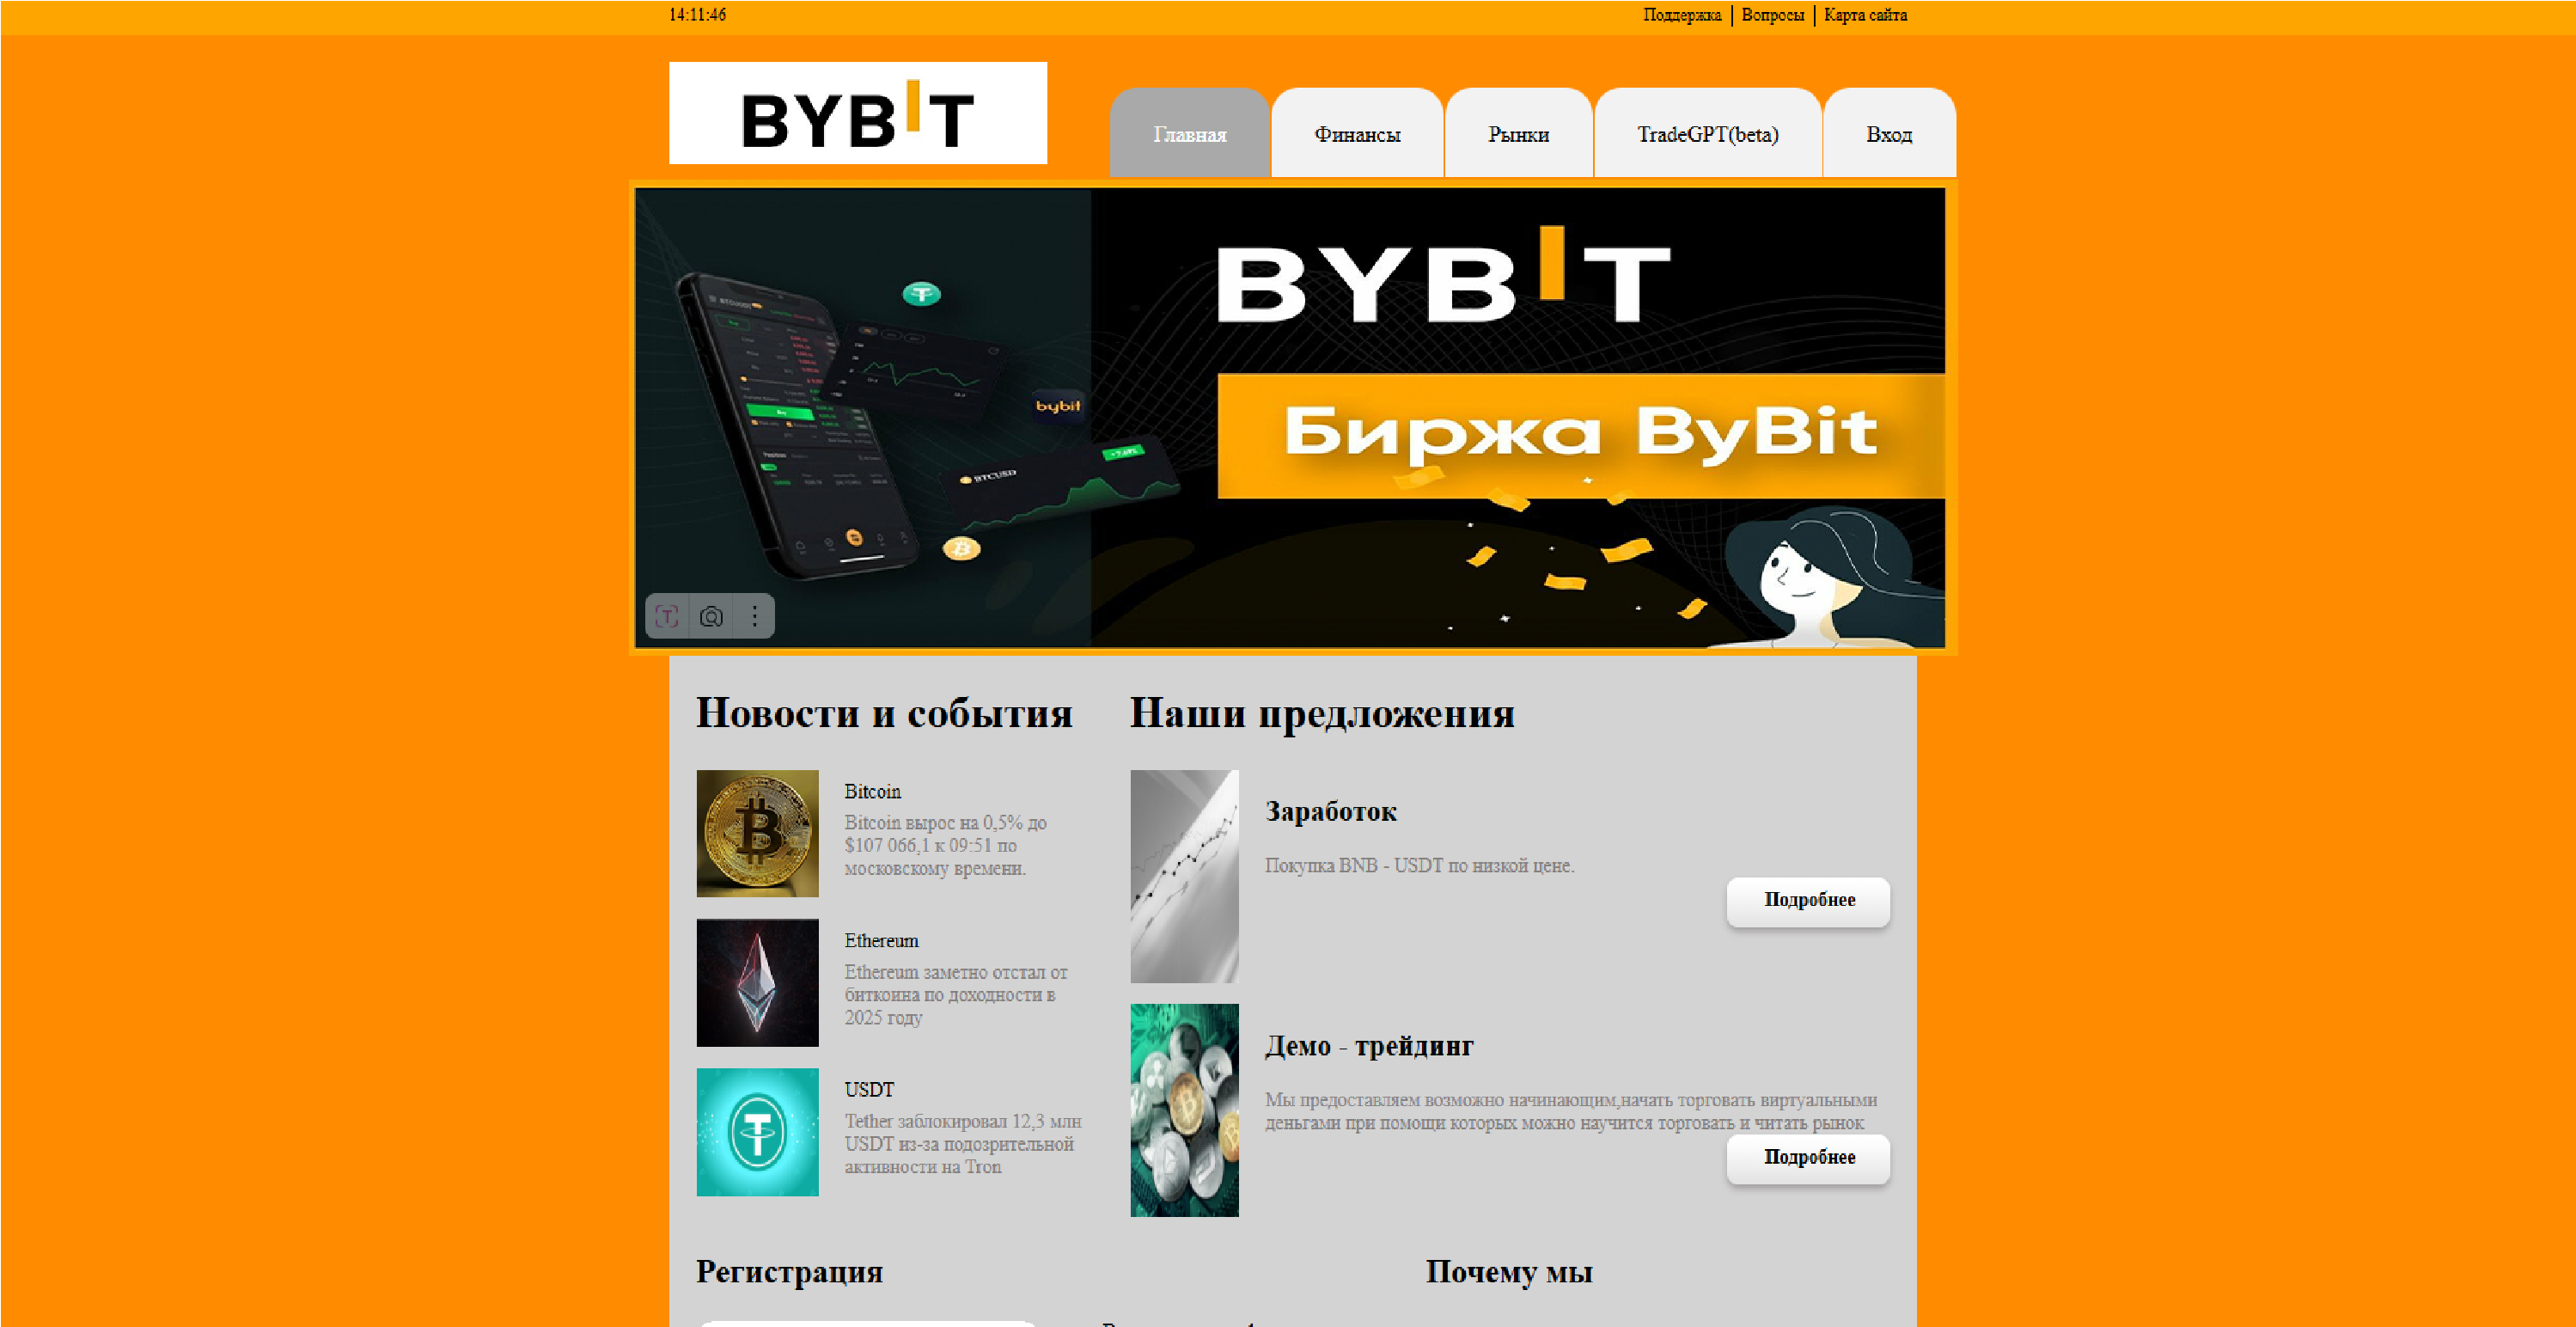 14:11:46
Поддержка
Вопросы
Карта сайта
BYBIT
Главная
Финансы
Рынки
TradeGPT(beta)
Вход
BYBIT
Биржа ByBit
bybit
BTCUSD
Buy
Новости и события
Bitcoin
Bitcoin вырос на 0,5% до
$107 066,1 к 09:51 по
московскому времени.
Ethereum
Ethereum заметно отстал от
биткоина по доходности в
2025 году
USDT
Tether заблокировал 12,3 млн
USDT из-за подозрительной
активности на Tron
Наши предложения
Заработок
Покупка BNB - USDT по низкой цене.
Подробнее
Демо - трейдинг
Мы предоставляем возможно начинающим,начать торговать виртуальными
деньгами при помощи которых можно научится торговать и читать рынок
Подробнее
Регистрация
Почему мы